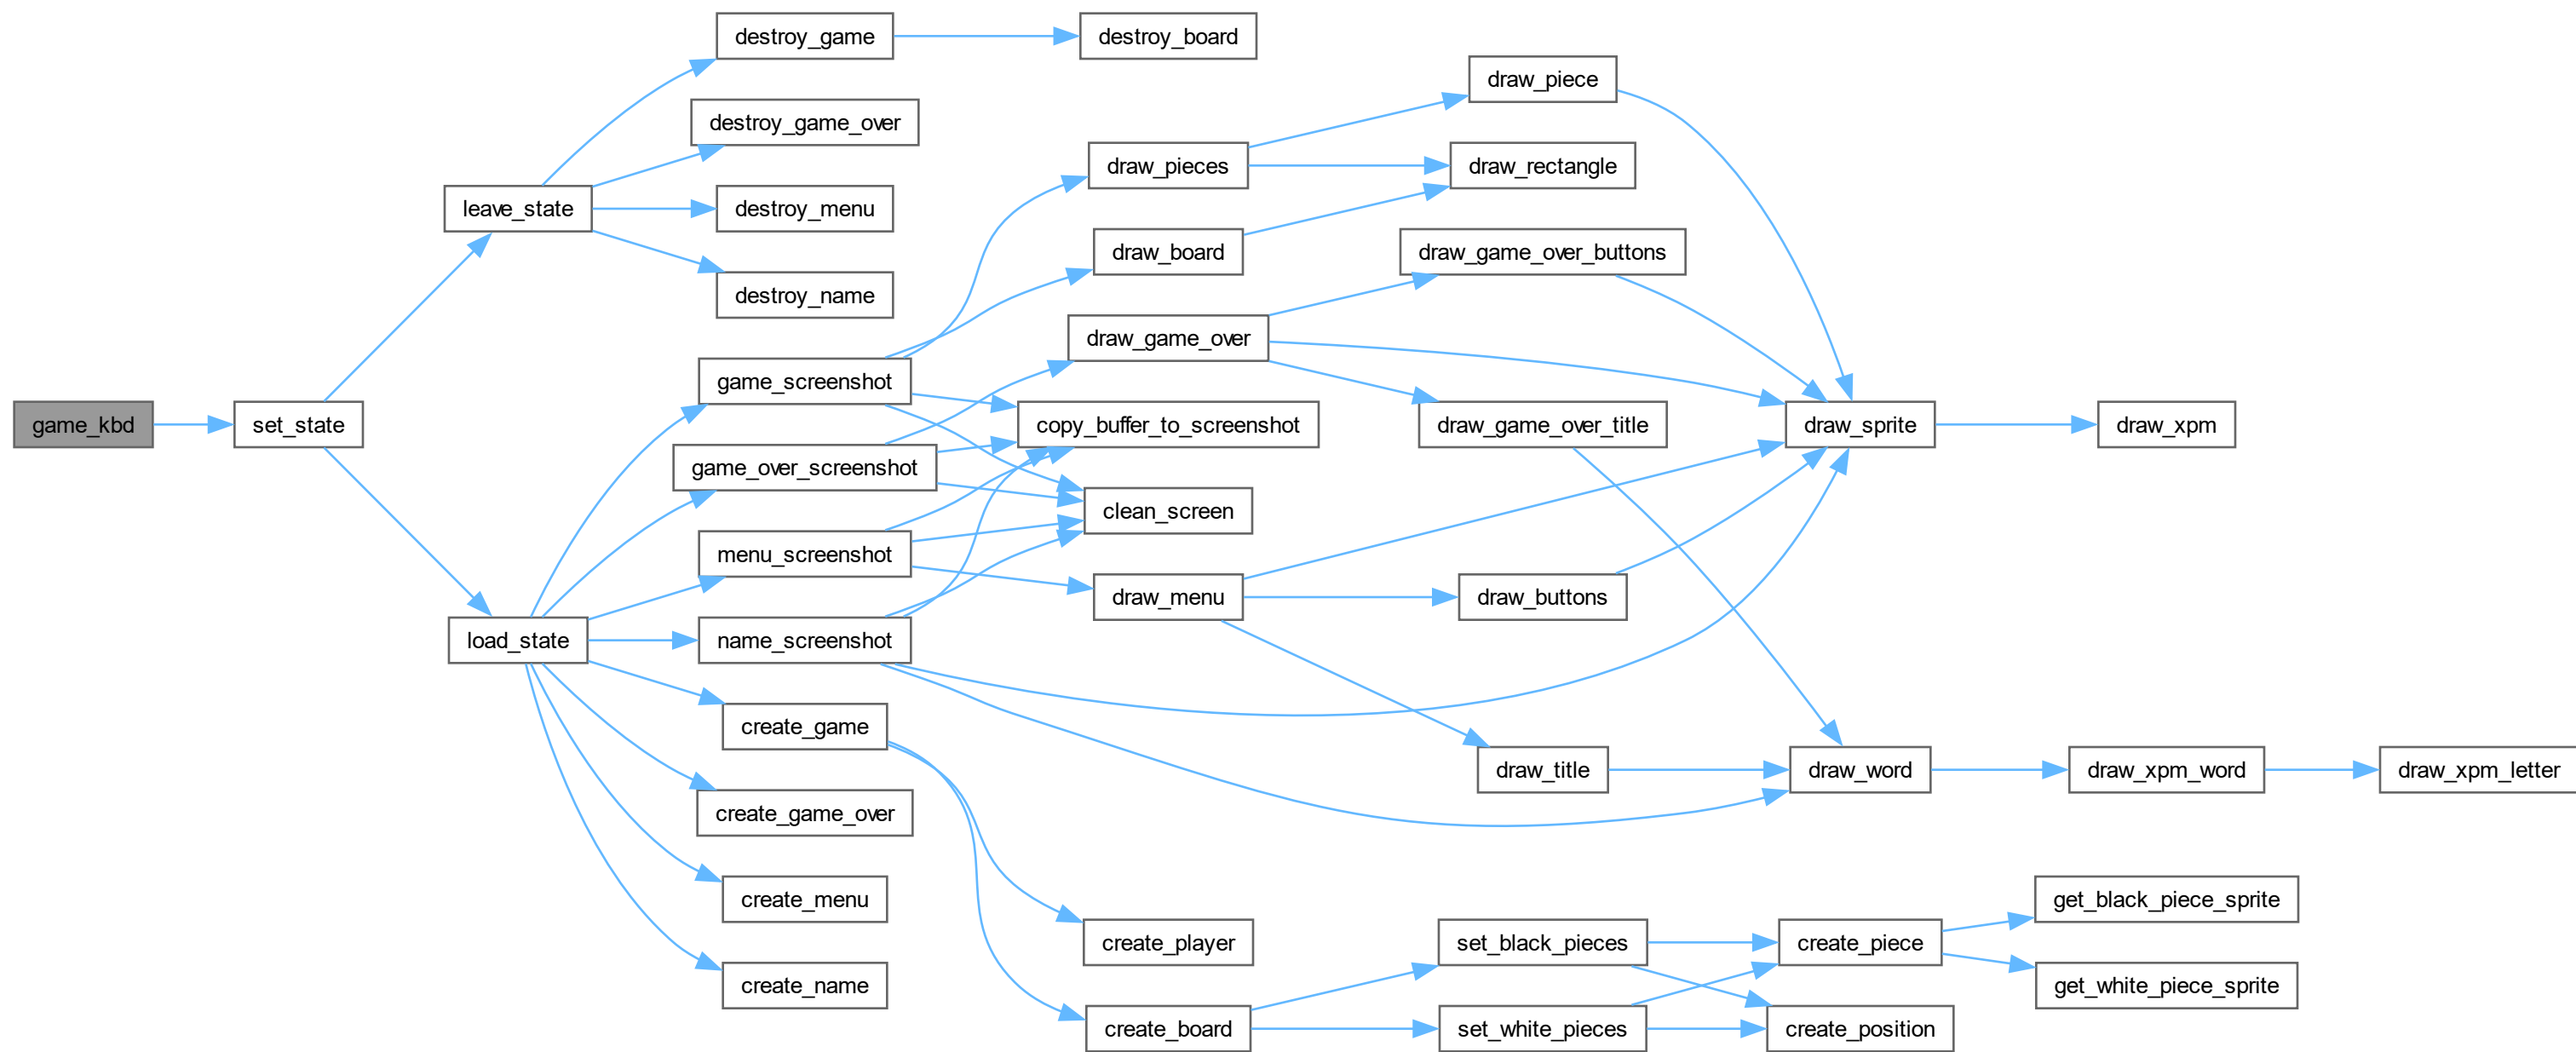 game_kbd
set_state
leave_state
load_state
destroy_game
destroy_game_over
destroy_menu
destroy_name
game_screenshot
game_over_screenshot
menu_screenshot
name_screenshot
create_game
create_game_over
create_menu
create_name
destroy_board
draw_pieces
draw_board
draw_game_over
copy_buffer_to_screenshot
clean_screen
draw_menu
create_player
create_board
draw_piece
draw_rectangle
draw_game_over_buttons
draw_game_over_title
draw_buttons
draw_title
set_black_pieces
set_white_pieces
draw_sprite
draw_word
create_piece
create_position
draw_xpm
draw_xpm_word
get_black_piece_sprite
get_white_piece_sprite
draw_xpm_letter